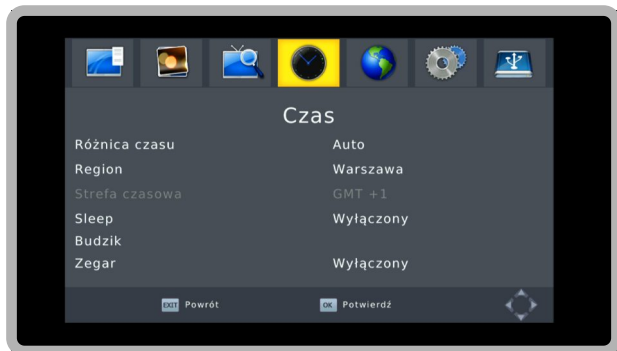 Czas
Różnica czasu Auto
Region Warszawa
Strefa czasowa GMT +1
Sleep Wyłączony
Budzik
Zegar Wyłączony
EXIT Powrót OK Potwierdź